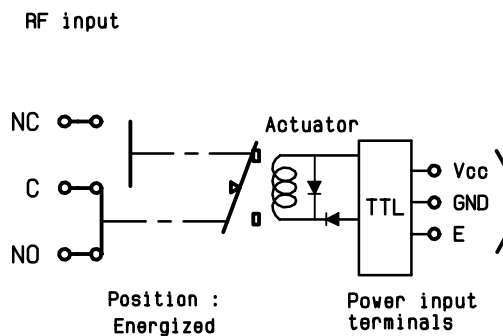 RF input
NC
Actuator
Vcc
C
TTL
GND
NO
E
Position :
Energized
Power input
terminals